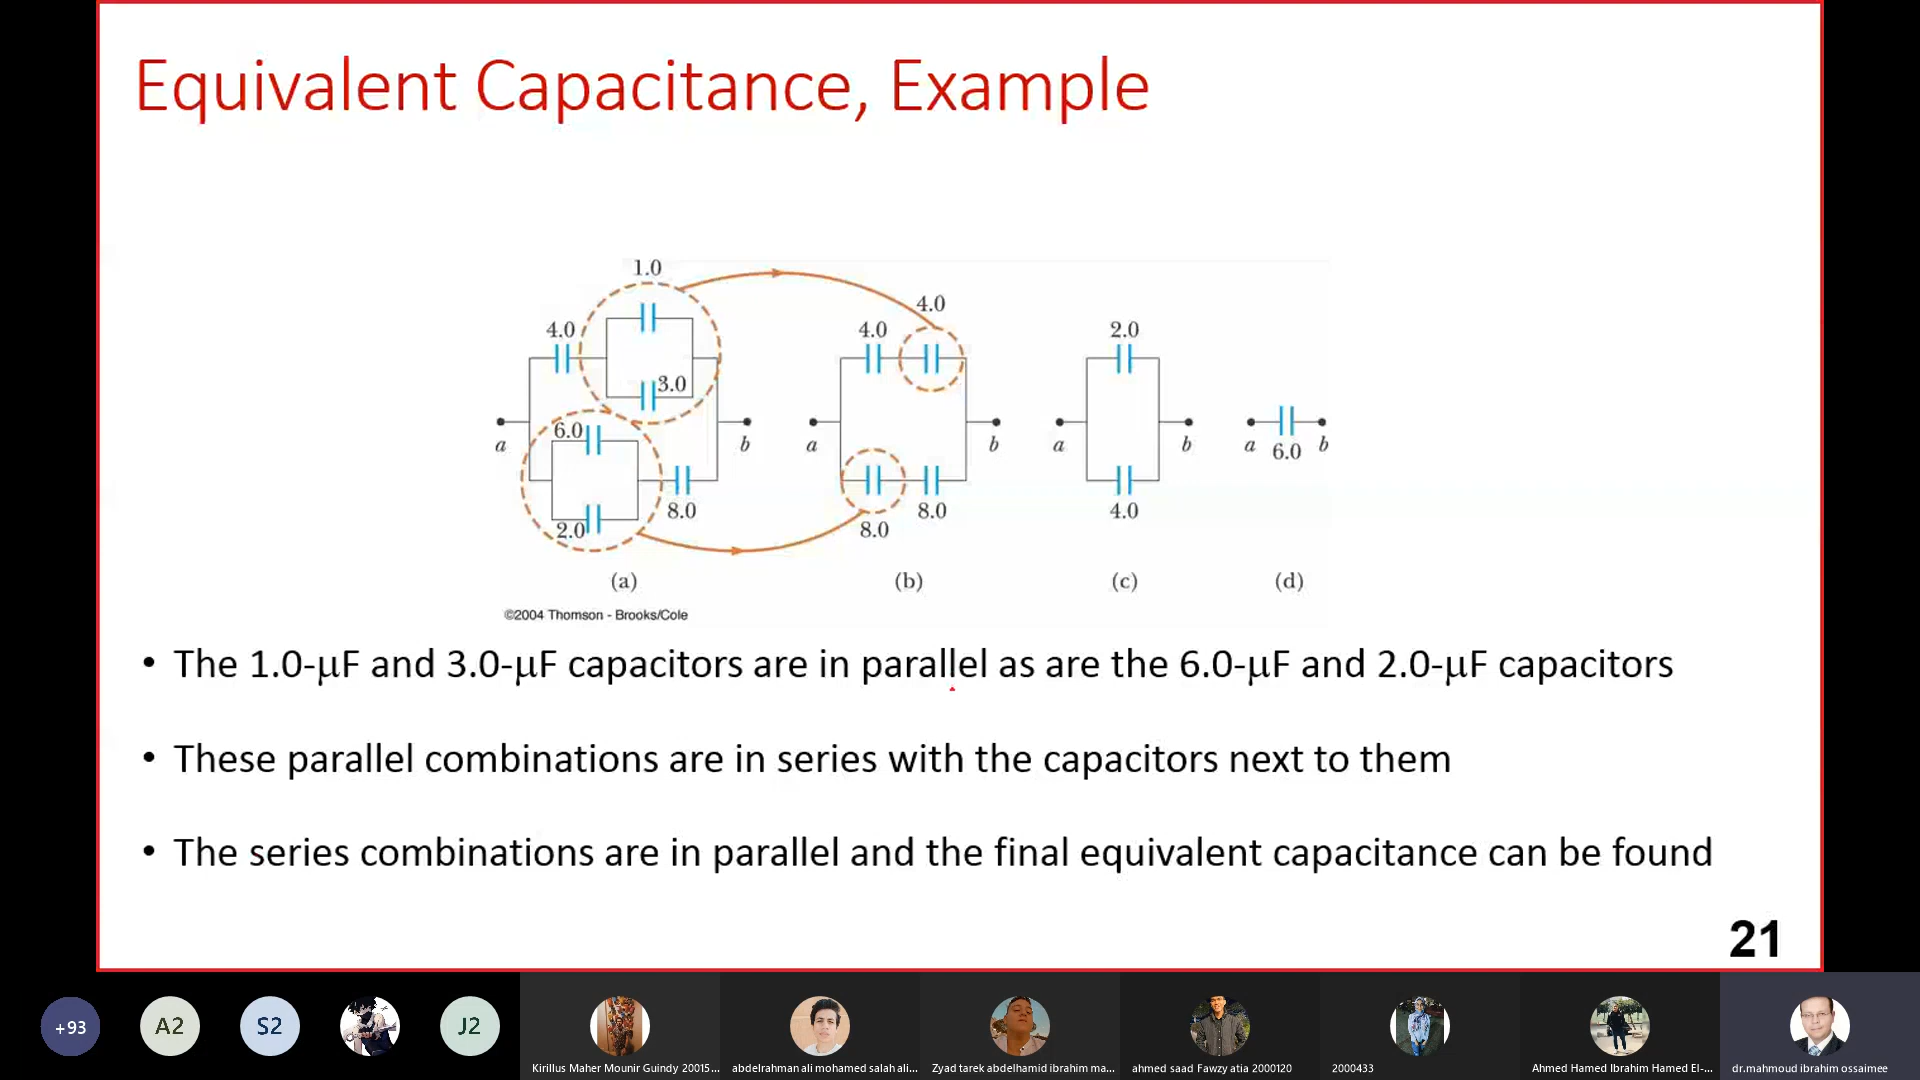 Equivalent Capacitance, Example
1.0
4.0
3.0
6.0
2.0
8.0
a
b
(a)
4.0
4.0
8.0
8.0
a
b
(b)
2.0
4.0
a
b
(c)
a
6.0
b
(d)
©2004 Thomson - Brooks/Cole
• The 1.0-μF and 3.0-μF capacitors are in parallel as are the 6.0-μF and 2.0-μF capacitors
• These parallel combinations are in series with the capacitors next to them
• The series combinations are in parallel and the final equivalent capacitance can be found
21
+93
A2
S2
J2
Kirillus Maher Mounir Guindy 20015...
abdelrahman ali mohamed salah ali...
Zyad tarek abdelhamid ibrahim ma...
ahmed saad Fawzy atia 2000120
2000433
Ahmed Hamed Ibrahim Hamed El-...
dr.mahmoud ibrahim ossaimee